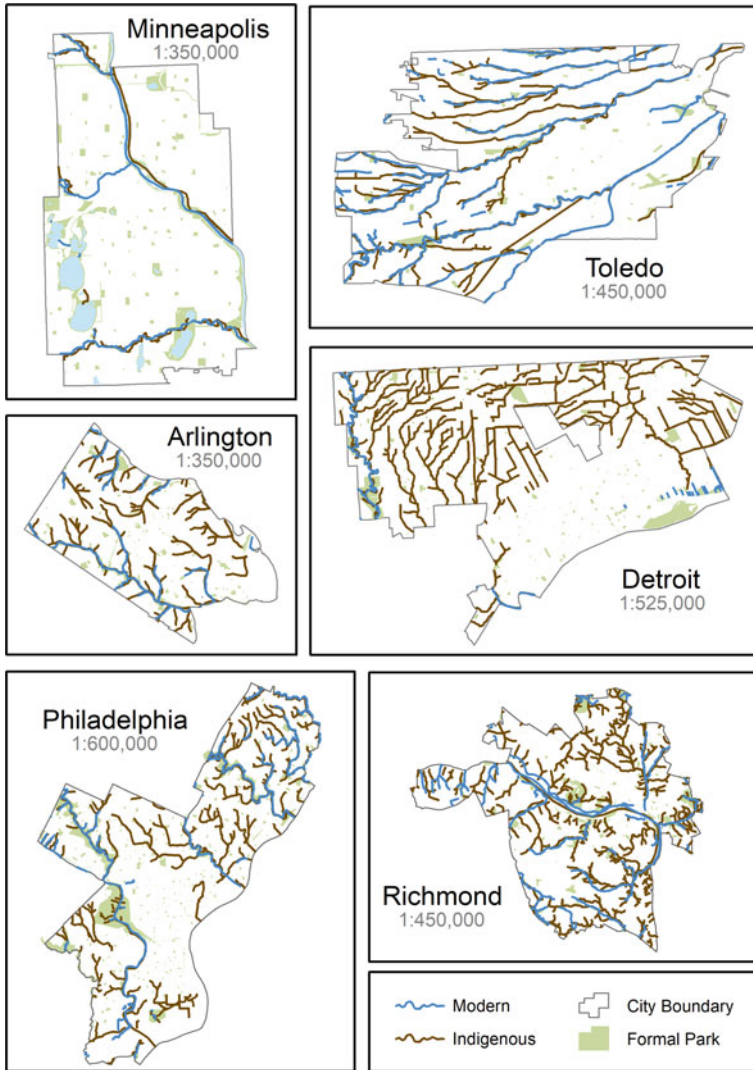 Minneapolis
1:350,000
Toledo
1:450,000
Arlington
1:350,000
Detroit
1:525,000
Philadelphia
1:600,000
Richmond
1:450,000
Modern
City Boundary
Indigenous
Formal Park